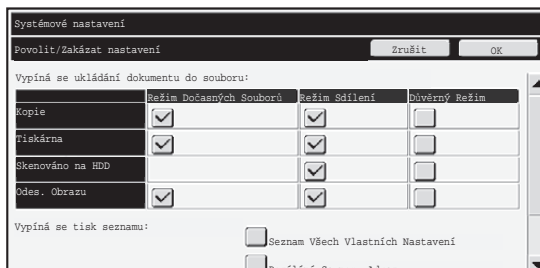 Systémové nastavení
Povolit/Zakázat nastavení Zrušit OK
Vypíná se ukládání dokumentu do souboru:
Režim Dočasných Souborů Režim Sdílení Důvěrný Režim
Kopie
Tiskárna
Skenováno na HDD
Odes. Obrazu
Vypíná se tisk seznamu:
Seznam Všech Vlastních Nastavení